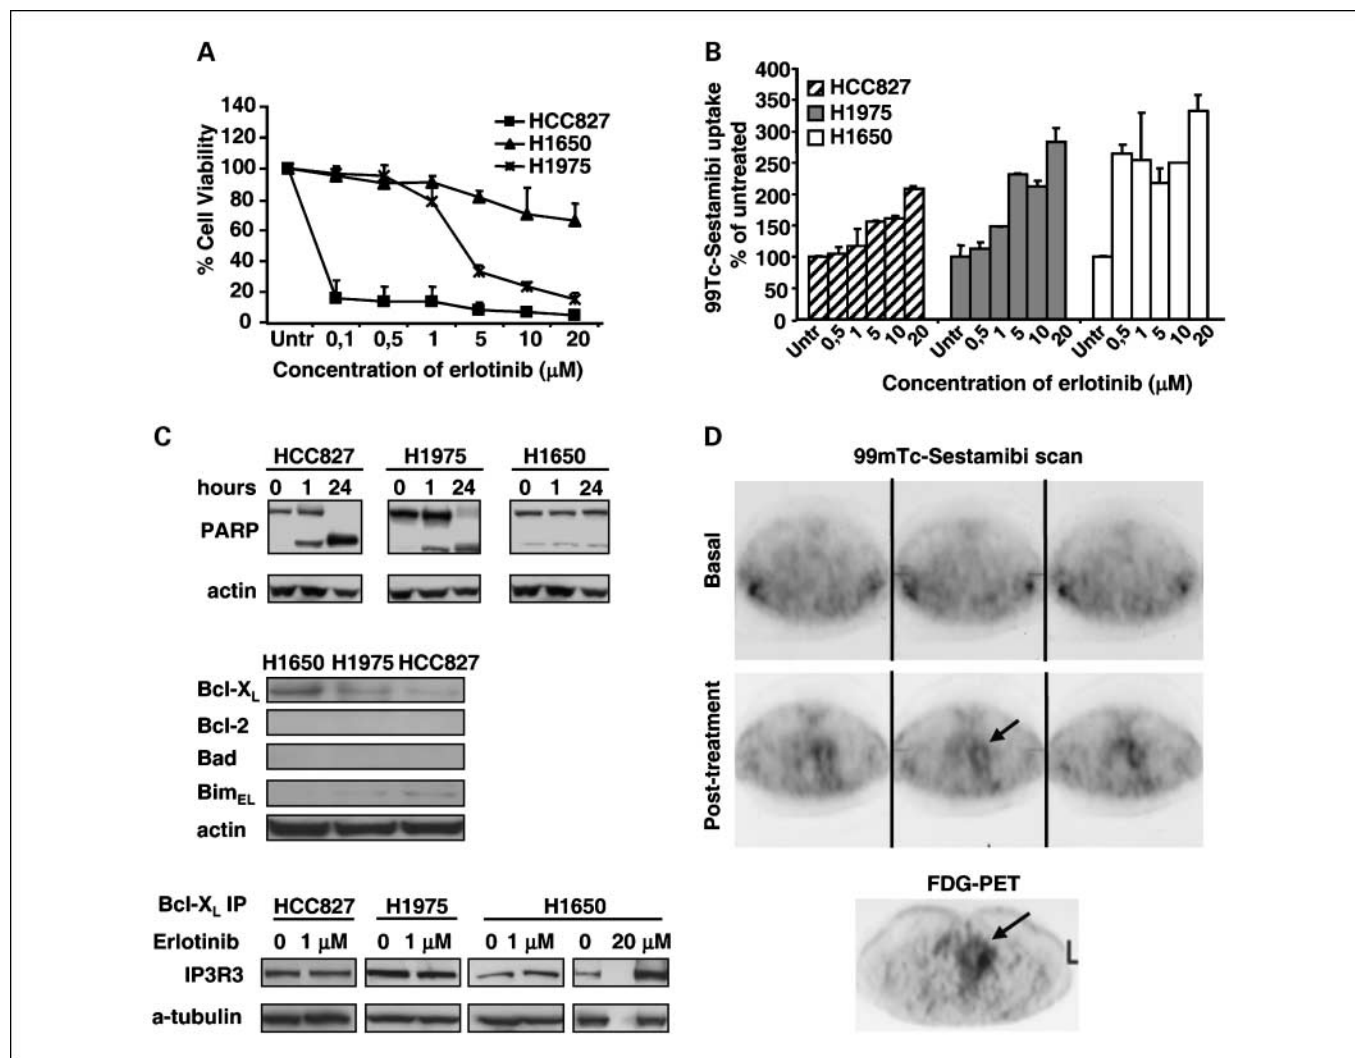 A
% Cell Viability
140
120
100
80
60
40
20
0
HCC827
H1650
H1975
Untr 0,1 0,5 1 5 10 20
Concentration of erlotinib (μM)
B
99Tc-Sestamibi uptake
% of untreated
400
350
300
250
200
150
100
50
0
HCC827
H1975
H1650
Untr 0,5 1 5 10 20 Untr 0,5 1 5 10 20 Untr 0,5 1 5 10 20
Concentration of erlotinib (μM)
C
HCC827 H1975 H1650
hours 0 1 24 0 1 24 0 1 24
PARP
actin
H1650 H1975 HCC827
Bcl-XL
Bcl-2
Bad
BimEL
actin
Bcl-XL IP HCC827 H1975 H1650
Erlotinib 0 1 μM 0 1 μM 0 1 μM 0 20 μM
IP3R3
a-tubulin
D
99mTc-Sestamibi scan
Basal
Post-treatment
FDG-PET
L